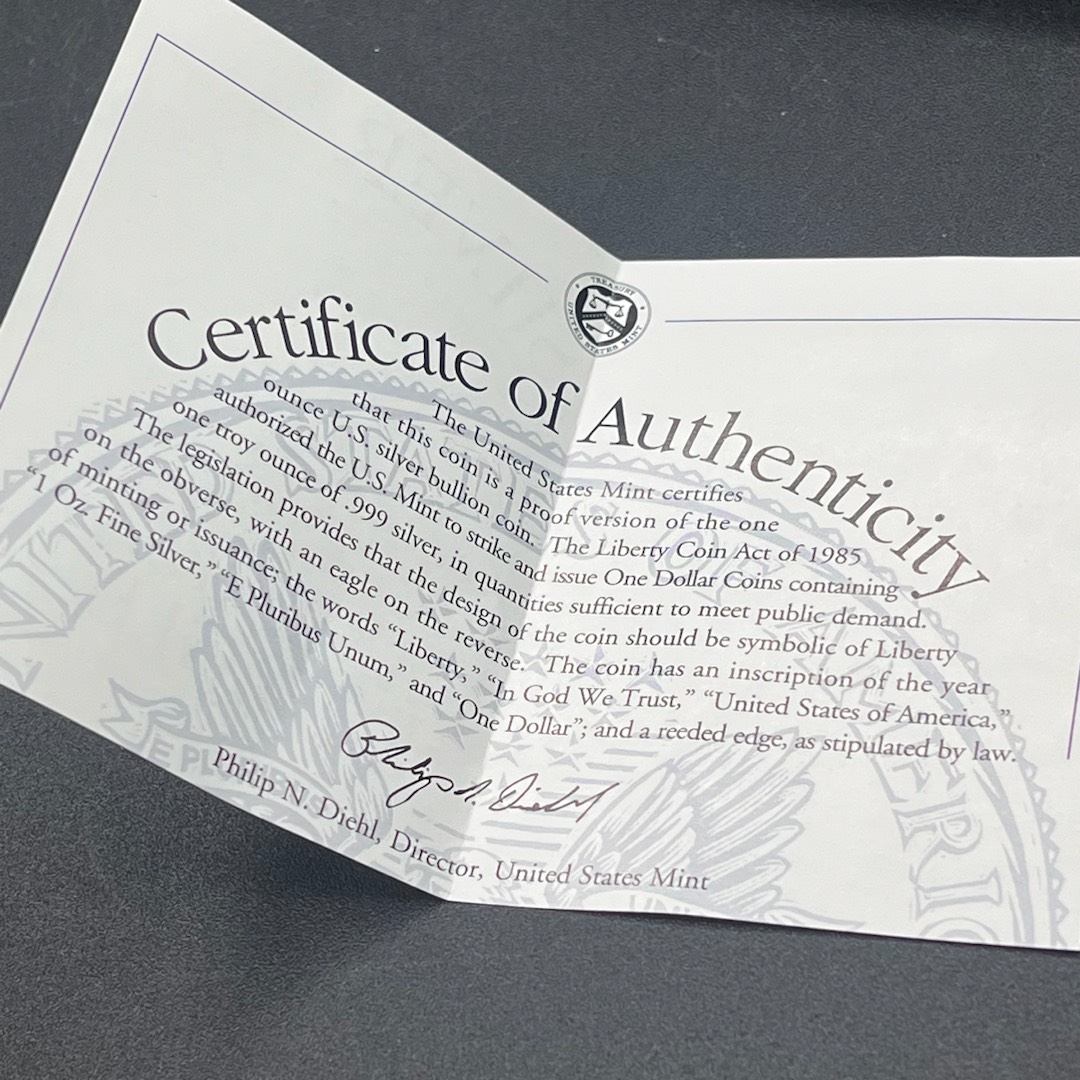 TREASURY
UNITED STATES MINT
Certificate of Authenticity
The United States Mint certifies
that this coin is a proof version of the one
ounce U.S. silver bullion coin. The Liberty Coin Act of 1985
authorized the U.S. Mint to strike and issue One Dollar Coins containing
one troy ounce of .999 silver, in quantities sufficient to meet public demand.
The legislation provides that the design of the coin should be symbolic of Liberty
on the obverse, with an eagle on the reverse. The coin has an inscription of the year
of minting or issuance; the words “Liberty,” “In God We Trust,” “United States of America,”
“1 Oz. Fine Silver,” “E Pluribus Unum,” and “One Dollar”; and a reeded edge, as stipulated by law.
Philip N. Diehl
Philip N. Diehl, Director, United States Mint